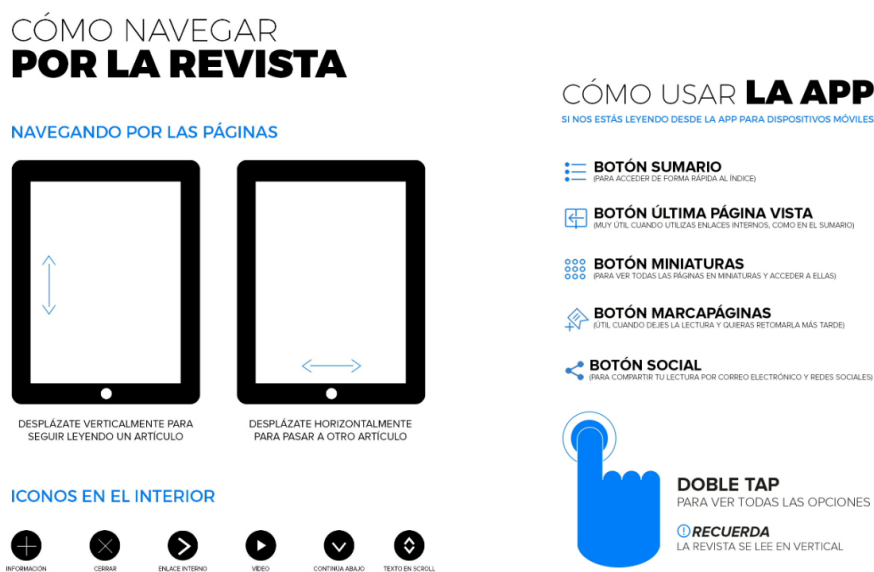 CÓMO NAVEGAR
POR LA REVISTA
NAVEGANDO POR LAS PÁGINAS
DESPLÁZATE VERTICALMENTE PARA
SEGUIR LEYENDO UN ARTÍCULO
DESPLÁZATE HORIZONTALMENTE
PARA PASAR A OTRO ARTÍCULO
ICONOS EN EL INTERIOR
INFORMACIÓN
CERRAR
ENLACE INTERNO
VÍDEO
CONTINÚA ABAJO
TEXTO EN SCROLL
CÓMO USAR LA APP
SI NOS ESTÁS LEYENDO DESDE LA APP PARA DISPOSITIVOS MÓVILES
BOTÓN SUMARIO
(PARA ACCEDER DE FORMA RÁPIDA AL ÍNDICE)
BOTÓN ÚLTIMA PÁGINA VISTA
(MUY ÚTIL CUANDO UTILIZAS ENLACES INTERNOS, COMO EN EL SUMARIO)
BOTÓN MINIATURAS
(PARA VER TODAS LAS PÁGINAS EN MINIATURAS Y ACCEDER A ELLAS)
BOTÓN MARCAPÁGINAS
(ÚTIL CUANDO DEJES LA LECTURA Y QUIERAS RETOMARLA MÁS TARDE)
BOTÓN SOCIAL
(PARA COMPARTIR TU LECTURA POR CORREO ELECTRÓNICO Y REDES SOCIALES)
DOBLE TAP
PARA VER TODAS LAS OPCIONES
RECUERDA
LA REVISTA SE LEE EN VERTICAL